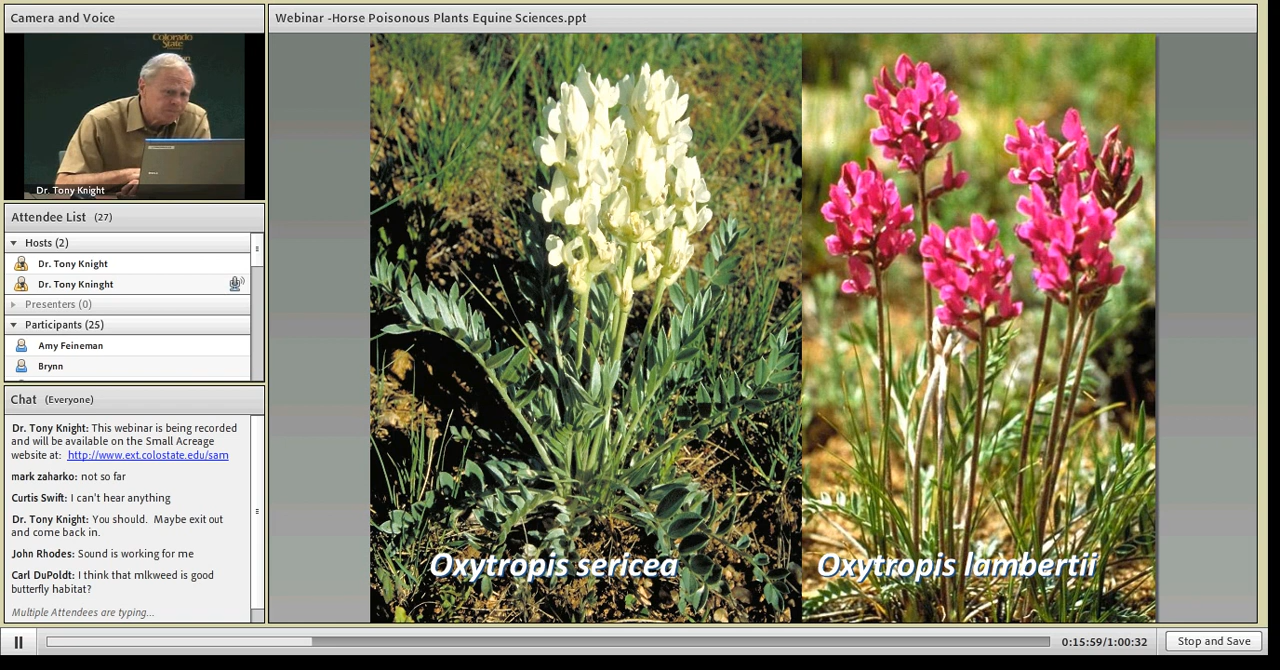 Camera and Voice
Colorado
State
Dr. Tony Knight
Attendee List (27)
Hosts (2)
Dr. Tony Knight
Dr. Tony Kninght
Presenters (0)
Participants (25)
Amy Feineman
Brynn
Chat (Everyone)
Dr. Tony Knight: This webinar is being recorded
and will be available on the Small Acreage
website at: http://www.ext.colostate.edu/sam
mark zaharko: not so far
Curtis Swift: I can't hear anything
Dr. Tony Knight: You should. Maybe exit out
and come back in.
John Rhodes: Sound is working for me
Carl DuPoldt: I think that mlkweed is good
butterfly habitat?
Multiple Attendees are typing...
Webinar -Horse Poisonous Plants Equine Sciences.ppt
Oxytropis sericea
Oxytropis lambertii
0:15:59/1:00:32
Stop and Save